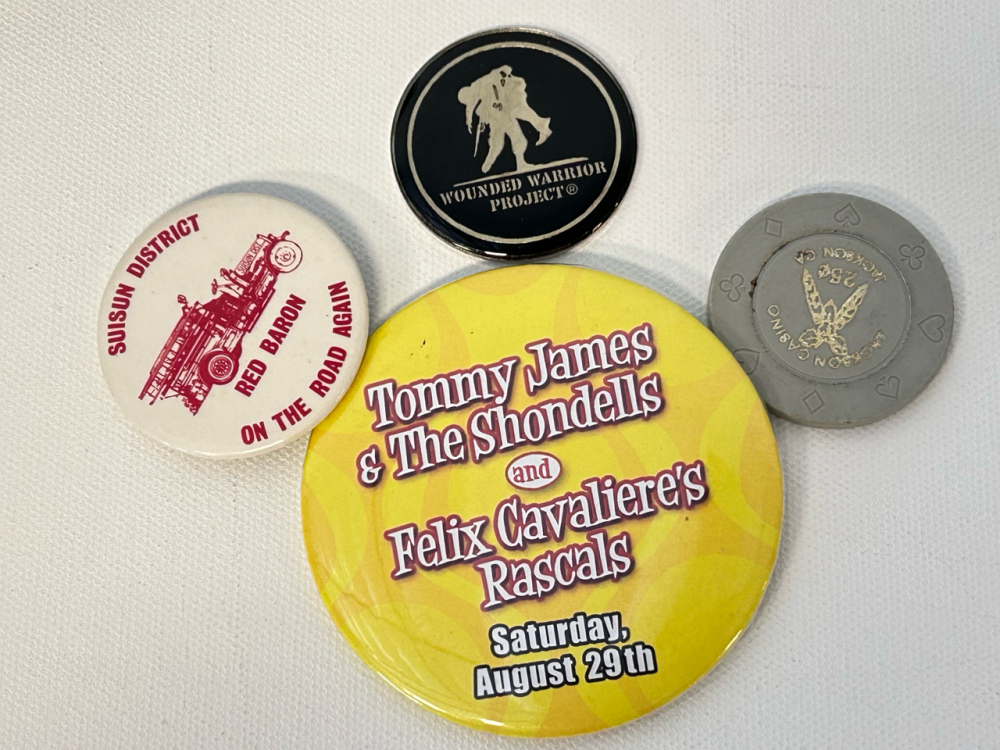 WOUNDED WARRIOR
PROJECT®
SUISUN DISTRICT
RED BARON
ON THE ROAD AGAIN
JACKSON CASINO
25¢
JACKSON, CA
Tommy James
& The Shondells
and
Felix Cavaliere's
Rascals
Saturday,
August 29th